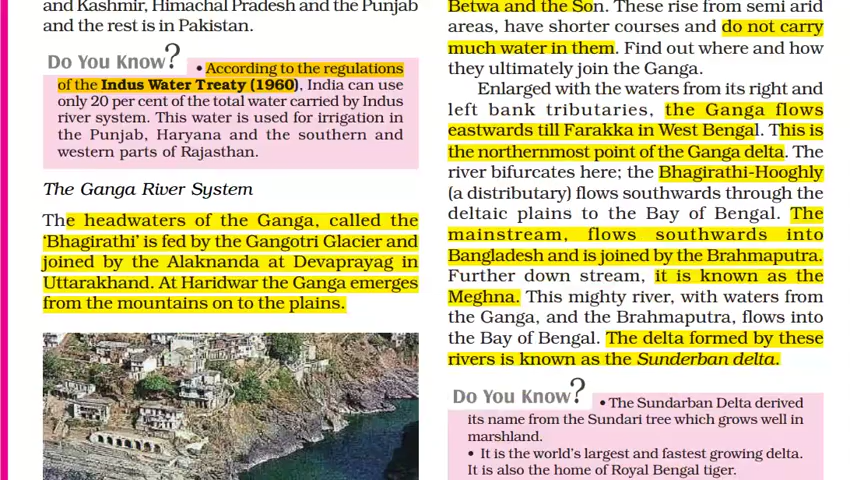 and Kashmir, Himachal Pradesh and the Punjab
and the rest is in Pakistan.
Do You Know?
• According to the regulations
of the Indus Water Treaty (1960), India can use
only 20 per cent of the total water carried by Indus
river system. This water is used for irrigation in
the Punjab, Haryana and the southern and
western parts of Rajasthan.
The Ganga River System
The headwaters of the Ganga, called the
‘Bhagirathi’ is fed by the Gangotri Glacier and
joined by the Alaknanda at Devaprayag in
Uttarakhand. At Haridwar the Ganga emerges
from the mountains on to the plains.
Betwa and the Son. These rise from semi arid
areas, have shorter courses and do not carry
much water in them. Find out where and how
they ultimately join the Ganga.
Enlarged with the waters from its right and
left bank tributaries, the Ganga flows
eastwards till Farakka in West Bengal. This is
the northernmost point of the Ganga delta. The
river bifurcates here; the Bhagirathi-Hooghly
(a distributary) flows southwards through the
deltaic plains to the Bay of Bengal. The
mainstream, flows southwards into
Bangladesh and is joined by the Brahmaputra.
Further down stream, it is known as the
Meghna. This mighty river, with waters from
the Ganga, and the Brahmaputra, flows into
the Bay of Bengal. The delta formed by these
rivers is known as the Sunderban delta.
Do You Know?
• The Sundarban Delta derived
its name from the Sundari tree which grows well in
marshland.
• It is the world’s largest and fastest growing delta.
It is also the home of Royal Bengal tiger.